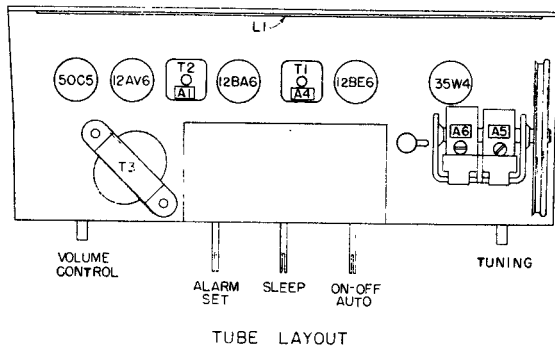 L1
50C5 12AV6 T2 12BA6 T1 12BE6 35W4
A1 A4
A6 A5
T3
VOLUME
CONTROL
TUNING
ALARM
SET
SLEEP
ON-OFF
AUTO
TUBE LAYOUT